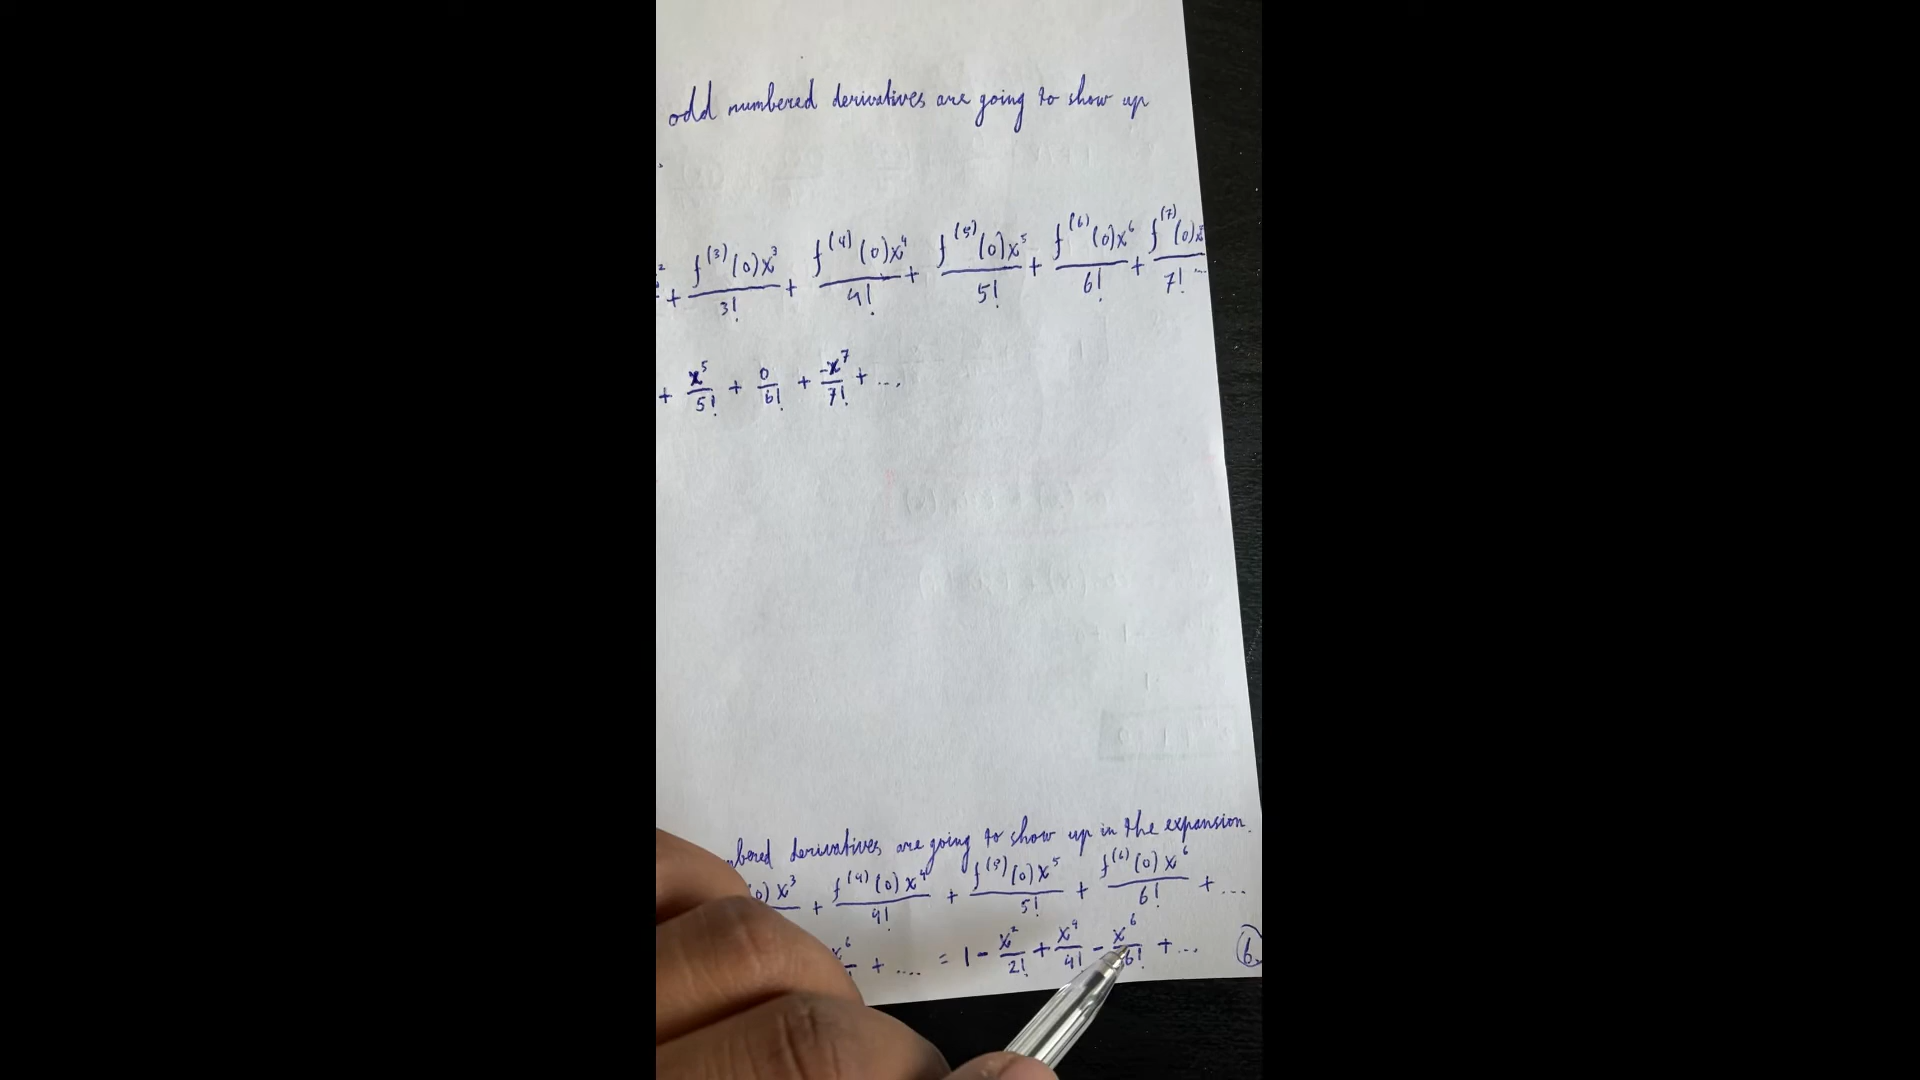 odd numbered derivatives are going to show up
+ f^(3)(0)x^3/3! + f^(4)(0)x^4/4! + f^(5)(0)x^5/5! + f^(6)(0)x^6/6! + f^(7)(0)x/7! ...
+ x^5/5! + 0/6! + -x^7/7! + ...
derivatives are going to show up in the expansion.
0)x^3 + f^(4)(0)x^4/4! + f^(5)(0)x^5/5! + f^(6)(0)x^6/6! + ...
x^6 + .... = 1 - x^2/2! + x^4/4! - x^6/6! + ... b